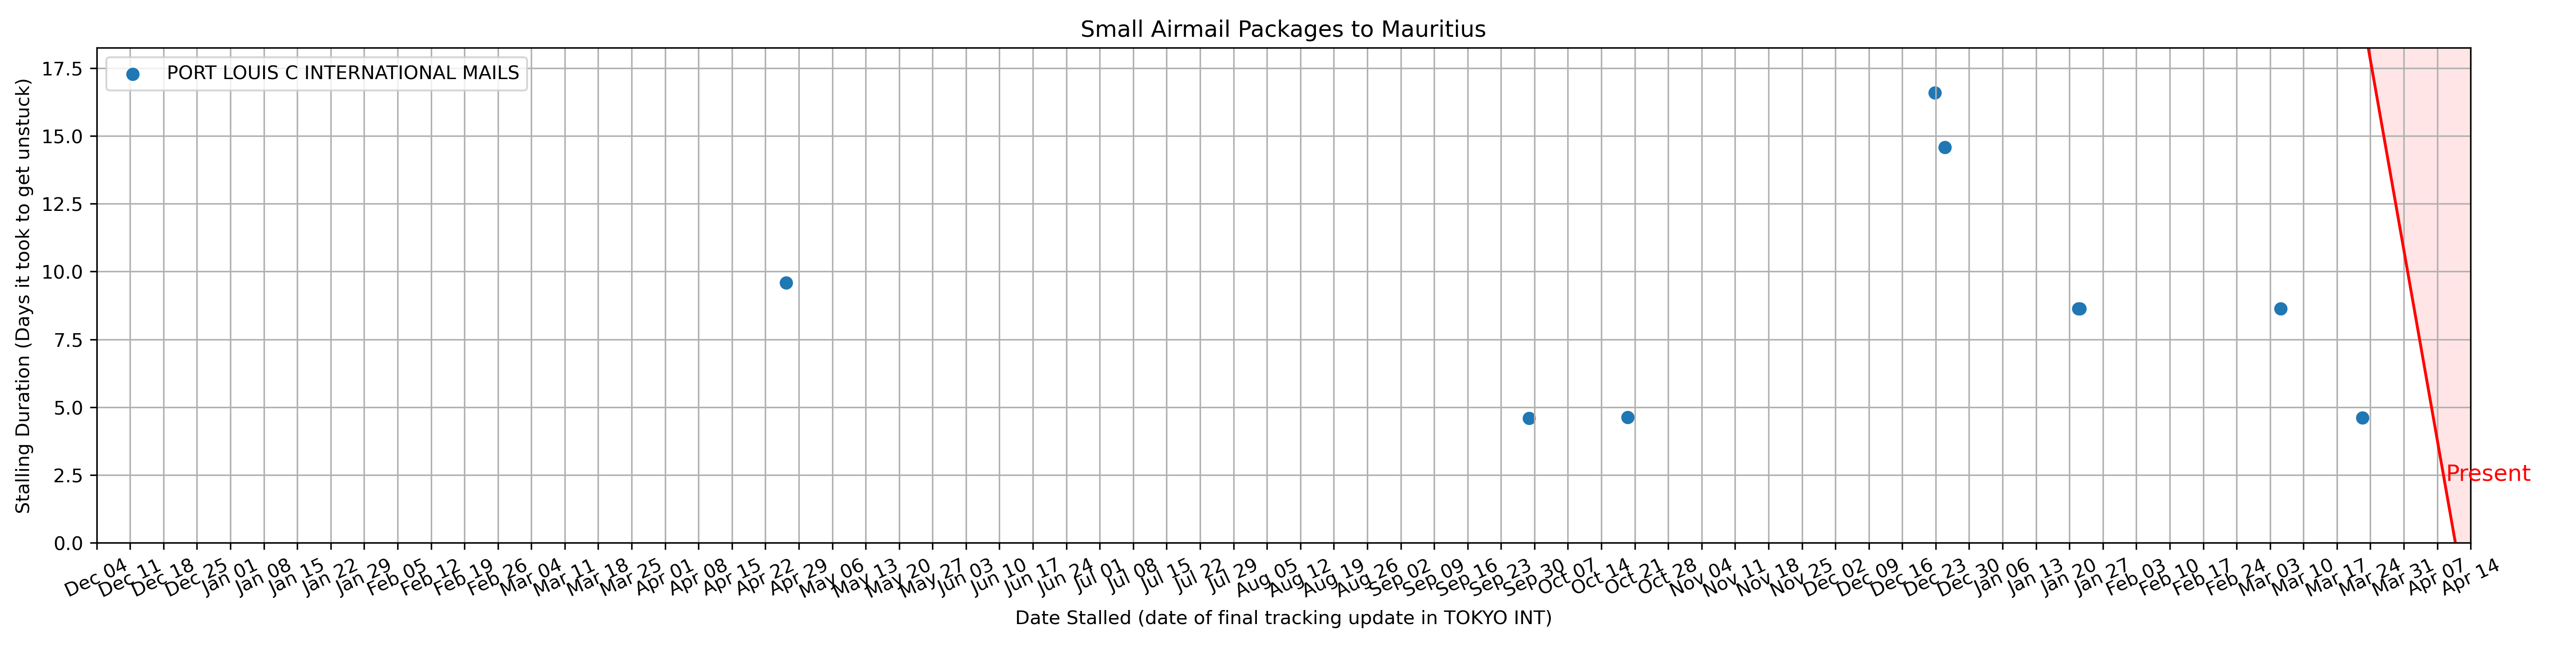 Small Airmail Packages to Mauritius
PORT LOUIS C INTERNATIONAL MAILS
Stalling Duration (Days it took to get unstuck)
17.5
15.0
12.5
10.0
7.5
5.0
2.5
0.0
Present
Dec 04
Dec 11
Dec 18
Dec 25
Jan 01
Jan 08
Jan 15
Jan 22
Jan 29
Feb 05
Feb 12
Feb 19
Feb 26
Mar 04
Mar 11
Mar 18
Mar 25
Apr 01
Apr 08
Apr 15
Apr 22
Apr 29
May 06
May 13
May 20
May 27
Jun 03
Jun 10
Jun 17
Jun 24
Jul 01
Jul 08
Jul 15
Jul 22
Jul 29
Aug 05
Aug 12
Aug 19
Aug 26
Sep 02
Sep 09
Sep 16
Sep 23
Sep 30
Oct 07
Oct 14
Oct 21
Oct 28
Nov 04
Nov 11
Nov 18
Nov 25
Dec 02
Dec 09
Dec 16
Dec 23
Dec 30
Jan 06
Jan 13
Jan 20
Jan 27
Feb 03
Feb 10
Feb 17
Feb 24
Mar 03
Mar 10
Mar 17
Mar 24
Mar 31
Apr 07
Apr 14
Date Stalled (date of final tracking update in TOKYO INT)